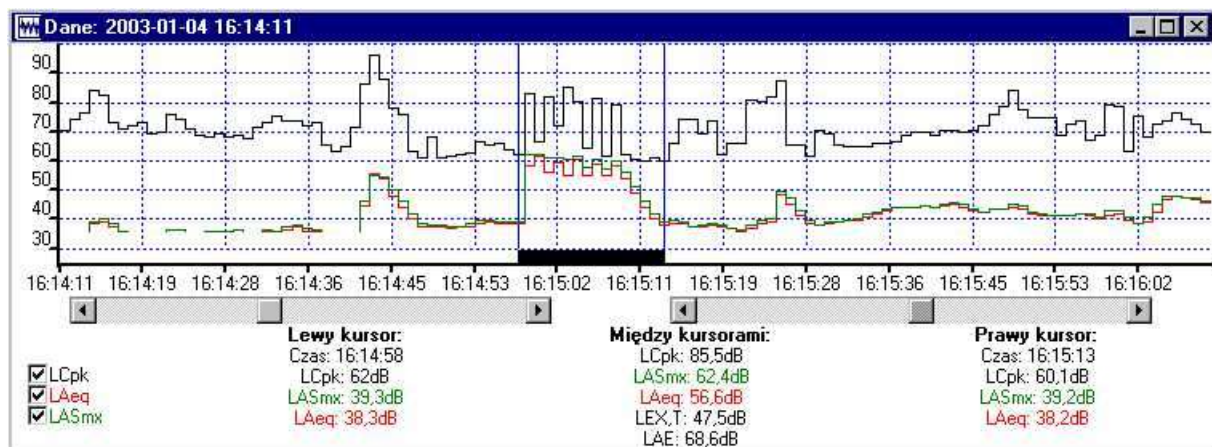 Dane: 2003-01-04 16:14:11
90
80
70
60
50
40
30
16:14:11 16:14:19 16:14:28 16:14:36 16:14:45 16:14:53 16:15:02 16:15:11 16:15:19 16:15:28 16:15:36 16:15:45 16:15:53 16:16:02
Lewy kursor:
Czas: 16:14:58
LCpk: 62dB
LASmx: 39,3dB
LAeq: 38,3dB
Między kursorami:
LCpk: 85,5dB
LASmx: 62,4dB
LAeq: 56,6dB
LEX,T: 47,5dB
LAE: 68,6dB
Prawy kursor:
Czas: 16:15:13
LCpk: 60,1dB
LASmx: 39,2dB
LAeq: 38,2dB
LCpk
LAeq
LASmx